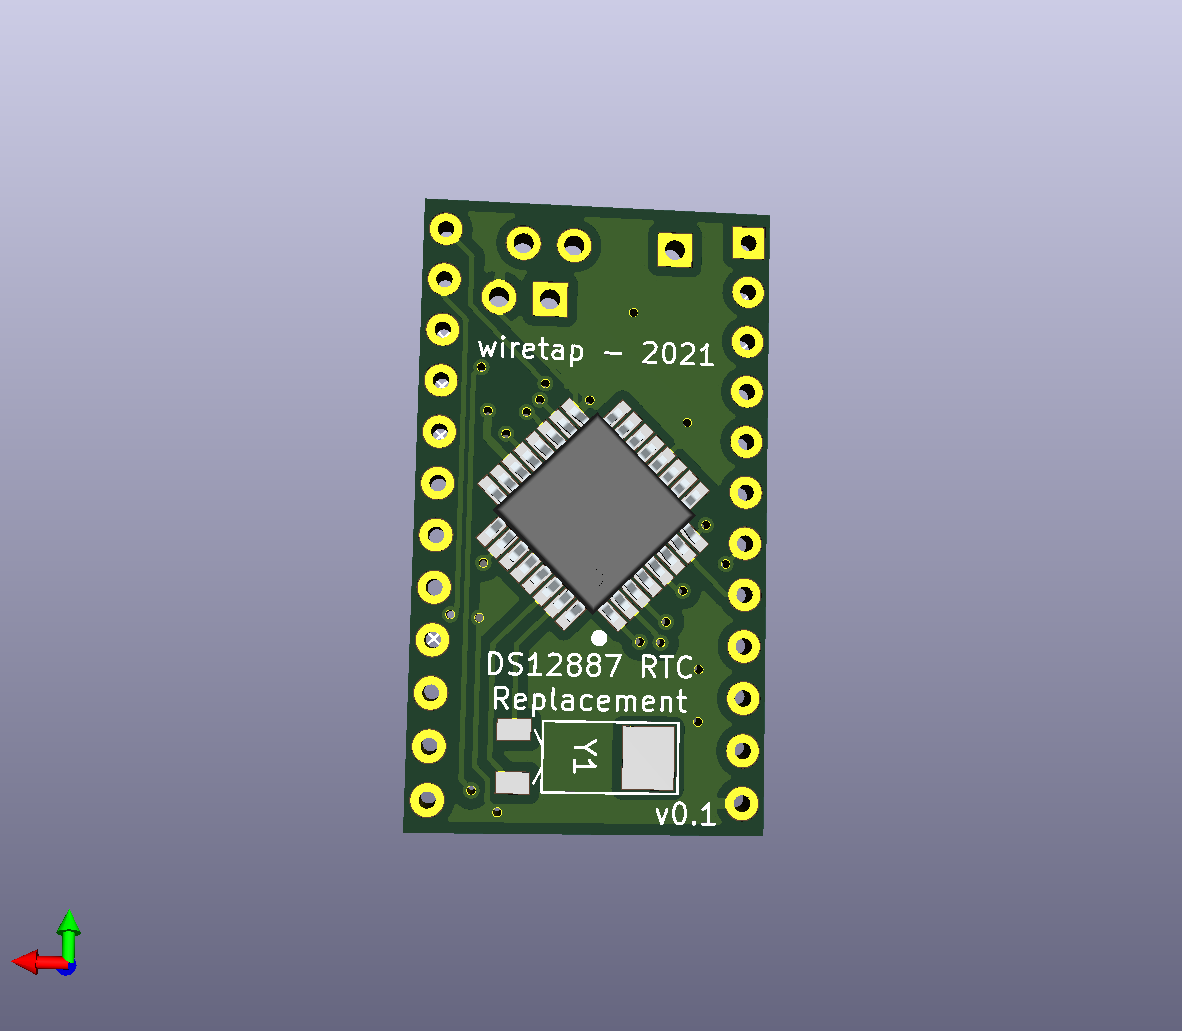 wiretap - 2021
DS12887 RTC
Replacement
Y1
v0.1